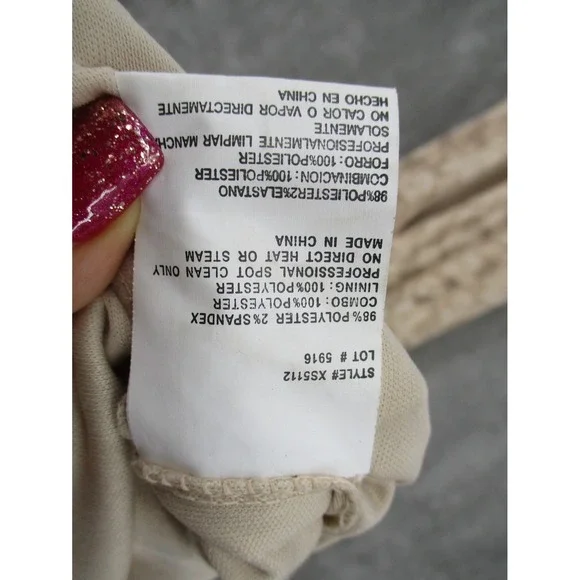 STYLE# XS5112
LOT # 5916
98%POLYESTER 2%SPANDEX
COMBO: 100%POLYESTER
LINING: 100%POLYESTER
PROFESSIONAL SPOT CLEAN ONLY
NO DIRECT HEAT OR STEAM
MADE IN CHINA
98%POLIESTER2%ELASTANO
COMBINACION: 100%POLIESTER
FORRO: 100%POLIESTER
PROFESIONALMENTE LIMPIAR MANCH
SOLAMENTE
NO CALOR O VAPOR DIRECTAMENTE
HECHO EN CHINA